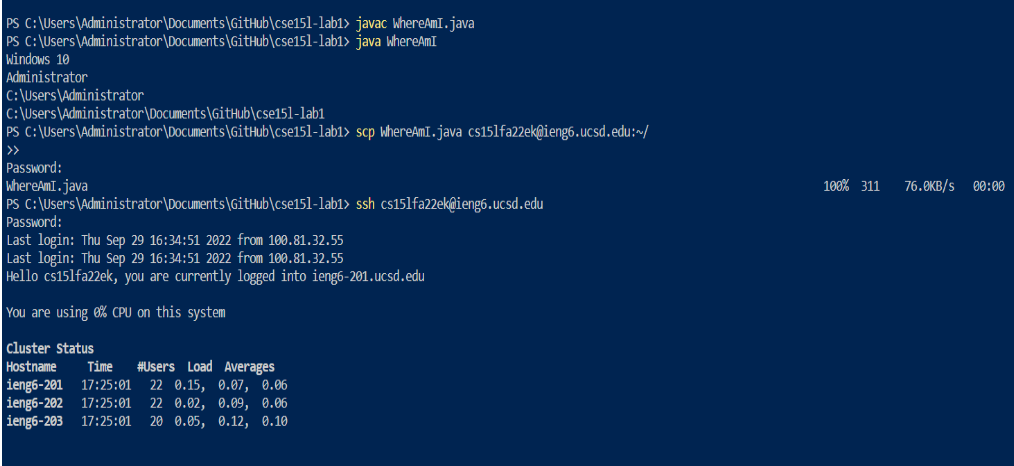 PS C:\Users\Administrator\Documents\GitHub\cse15l-lab1> javac WhereAmI.java
PS C:\Users\Administrator\Documents\GitHub\cse15l-lab1> java WhereAmI
Windows 10
Administrator
C:\Users\Administrator
C:\Users\Administrator\Documents\GitHub\cse15l-lab1
PS C:\Users\Administrator\Documents\GitHub\cse15l-lab1> scp WhereAmI.java cs15lfa22ek@ieng6.ucsd.edu:~/
>>
Password:
WhereAmI.java 100% 311 76.0KB/s 00:00
PS C:\Users\Administrator\Documents\GitHub\cse15l-lab1> ssh cs15lfa22ek@ieng6.ucsd.edu
Password:
Last login: Thu Sep 29 16:34:51 2022 from 100.81.32.55
Last login: Thu Sep 29 16:34:51 2022 from 100.81.32.55
Hello cs15lfa22ek, you are currently logged into ieng6-201.ucsd.edu
You are using 0% CPU on this system
Cluster Status
Hostname Time #Users Load Averages
ieng6-201 17:25:01 22 0.15, 0.07, 0.06
ieng6-202 17:25:01 22 0.02, 0.09, 0.06
ieng6-203 17:25:01 20 0.05, 0.12, 0.10